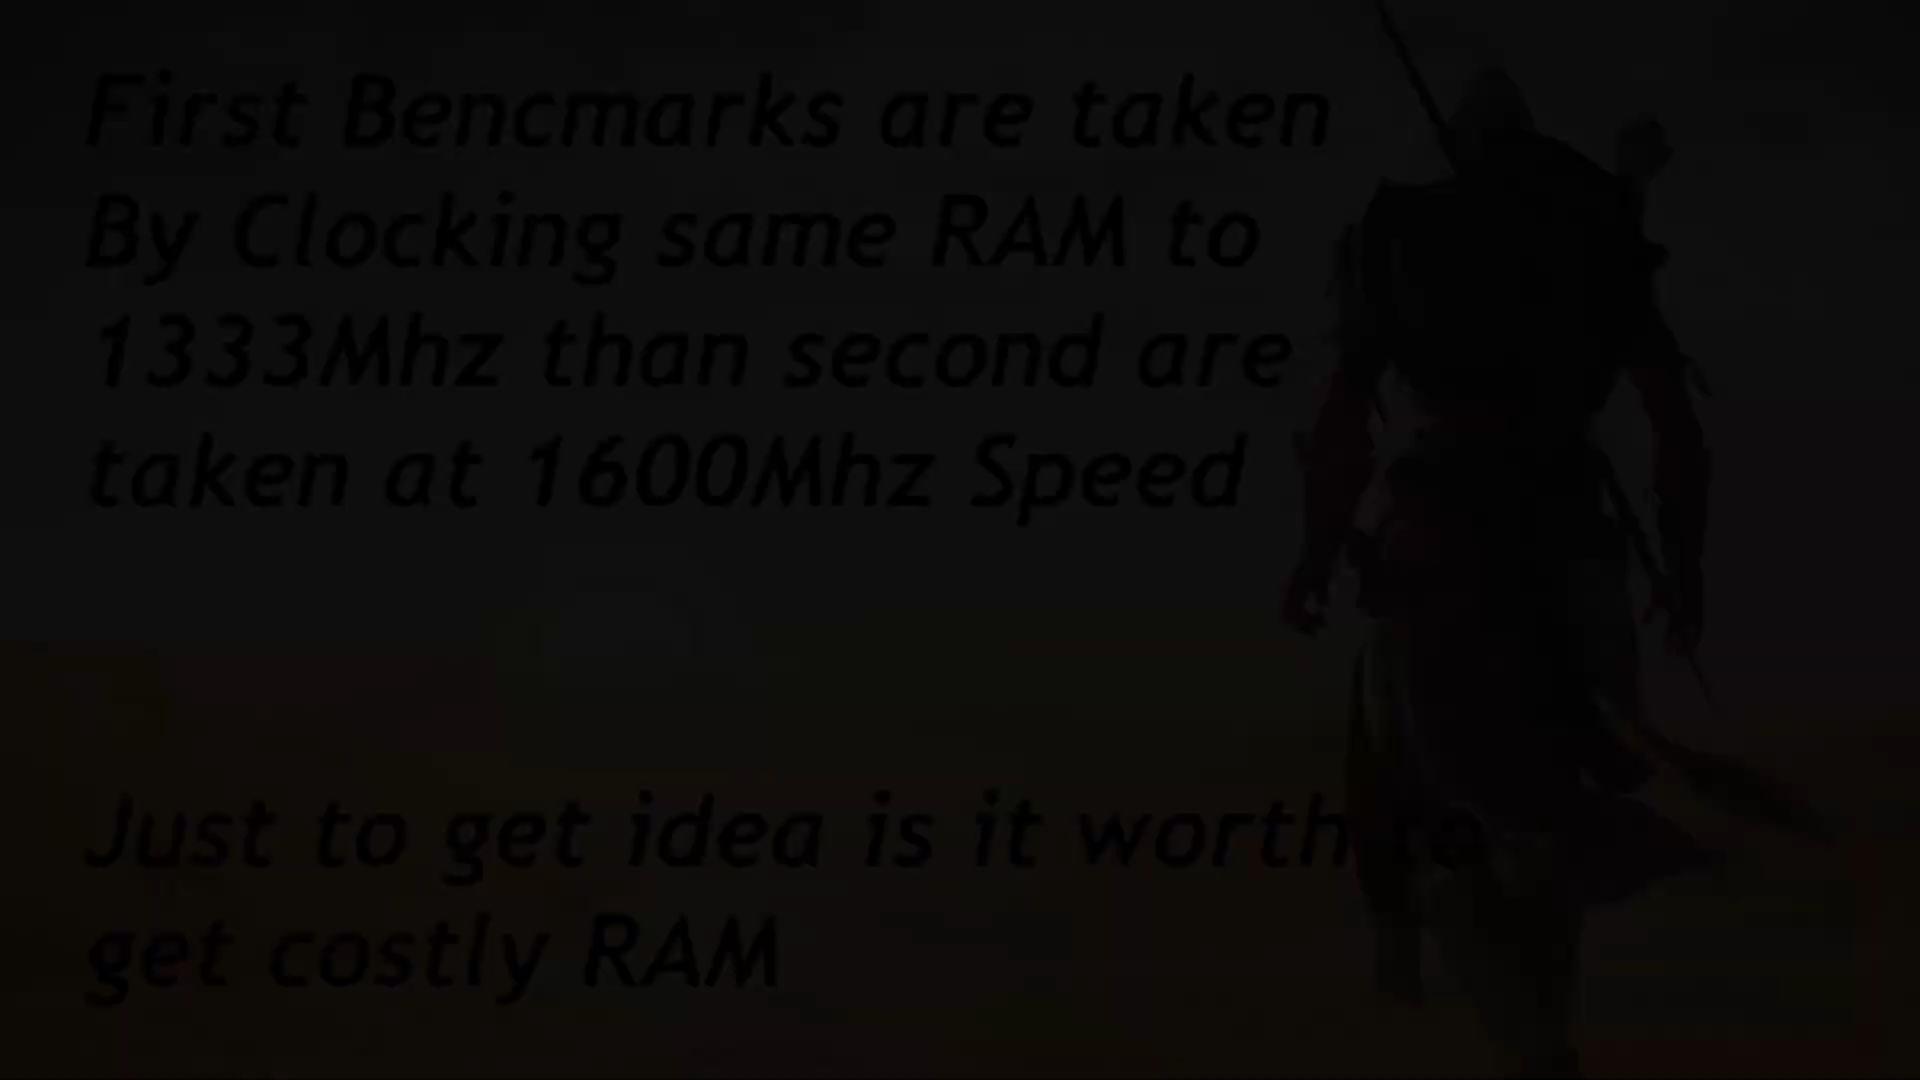 First Bencmarks are taken
By Clocking same RAM to
1333Mhz than second are
taken at 1600Mhz Speed
Just to get idea is it worth to
get costly RAM